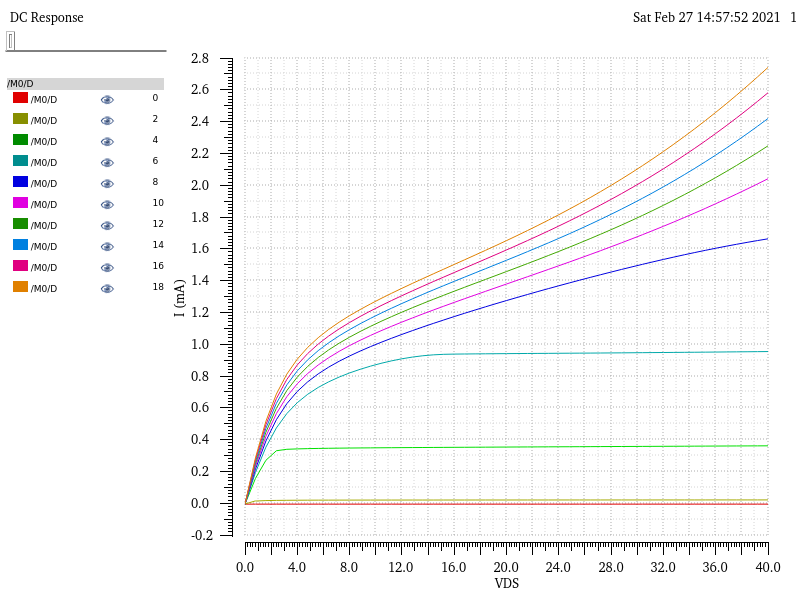 DC Response
Sat Feb 27 14:57:52 2021 1
/M0/D
/M0/D 0
/M0/D 2
/M0/D 4
/M0/D 6
/M0/D 8
/M0/D 10
/M0/D 12
/M0/D 14
/M0/D 16
/M0/D 18
2.8
2.6
2.4
2.2
2.0
1.8
1.6
1.4
1.2
1.0
0.8
0.6
0.4
0.2
0.0
-0.2
I (mA)
0.0 4.0 8.0 12.0 16.0 20.0 24.0 28.0 32.0 36.0 40.0
VDS